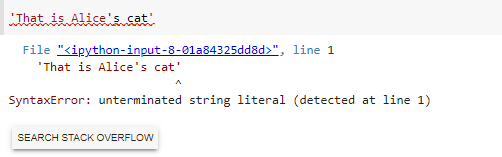 'That is Alice's cat'
File "<ipython-input-8-01a84325dd8d>", line 1
'That is Alice's cat'
^
SyntaxError: unterminated string literal (detected at line 1)
SEARCH STACK OVERFLOW